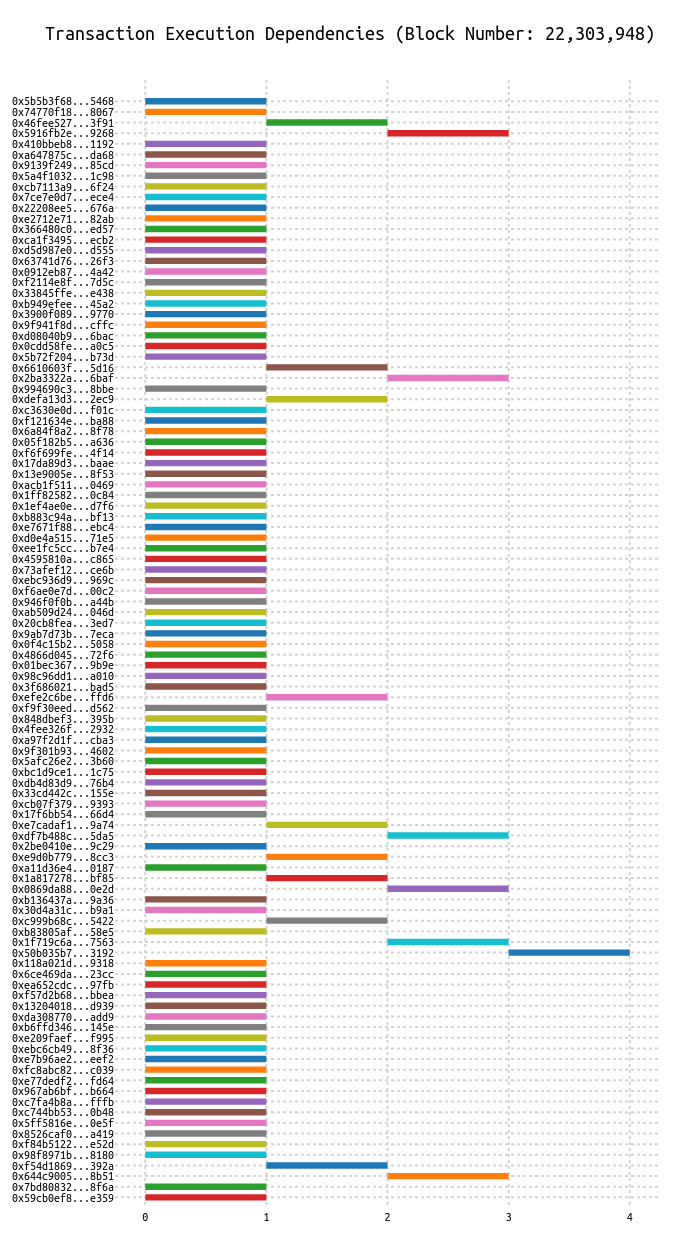 Transaction Execution Dependencies (Block Number: 22,303,948)
0x5b5b3f68...5468
0x74770f18...8067
0x46fee527...3f91
0x5916fb2e...9268
0x410bbeb8...1192
0xa647875c...da68
0x9139f249...85cd
0x5a4f1032...1c98
0xcb7113a9...6f24
0x7ce7e0d7...ece4
0x22208ee5...676a
0xe2712e71...82ab
0x366480c0...ed57
0xca1f3495...ecb2
0xd5d987e0...d555
0x63741d76...26f3
0x0912eb87...4a42
0xf2114e8f...7d5c
0x33845ffe...e438
0xb949efee...45a2
0x3900f089...9770
0x9f941f8d...cffc
0xd08040b9...6bac
0x0cdd58fe...a0c5
0x5b72f204...b73d
0x6610603f...5d16
0x2ba3322a...6baf
0x994690c3...8bbe
0xdefa13d3...2ec9
0xc3630e0d...f01c
0xf121634e...ba88
0x6a84f8a2...8f78
0x05f182b5...a636
0xf6f699fe...4f14
0x17da89d3...baae
0x13e9005e...8f53
0xacb1f511...0469
0x1ff82582...0c84
0x1ef4ae0e...d7f6
0xb883c94a...bf13
0xe7671f88...ebc4
0xd0e4a515...71e5
0xee1fc5cc...b7e4
0x4595810a...c865
0x73afef12...ce6b
0xebc936d9...969c
0xf6ae0e7d...00c2
0x946f0f0b...a44b
0xab509d24...046d
0x20cb8fea...3ed7
0x9ab7d73b...7eca
0x0f4c15b2...5058
0x4866d045...72f6
0x01bec367...9b9e
0x98c96dd1...a010
0x3f686021...bad5
0xefe2c6be...ffd6
0xf9f30eed...d562
0x848dbef3...395b
0x4fee326f...2932
0xa97f2d1f...cba3
0x9f301b93...4602
0x5afc26e2...3b60
0xbc1d9ce1...1c75
0xdb4d83d9...76b4
0x33cd442c...155e
0xcb07f379...9393
0x17f6bb54...66d4
0xe7cadaf1...9a74
0xdf7b488c...5da5
0x2be0410e...9c29
0xe9d0b779...8cc3
0xa11d36e4...0187
0x1a817278...bf85
0x0869da88...0e2d
0xb136437a...9a36
0x30d4a31c...b9a1
0xc999b68c...5422
0xb83805af...58e5
0x1f719c6a...7563
0x50b035b7...3192
0x118a021d...9318
0x6ce469da...23cc
0xea652cdc...97fb
0xf57d2b68...bbea
0x13204018...d939
0xda308770...add9
0xb6ffd346...145e
0xe209faef...f995
0xebc6cb49...8f36
0xe7b96ae2...eef2
0xfc8abc82...c039
0xe77dedf2...fd64
0x967ab6bf...b664
0xc7fa4b8a...fffb
0xc744bb53...0b48
0x5ff5816e...0e5f
0x8526caf0...a419
0xf84b5122...e52d
0x98f8971b...8180
0xf54d1869...392a
0x644c9005...8b51
0x7bd80832...8f6a
0x59cb0ef8...e359
0 1 2 3 4